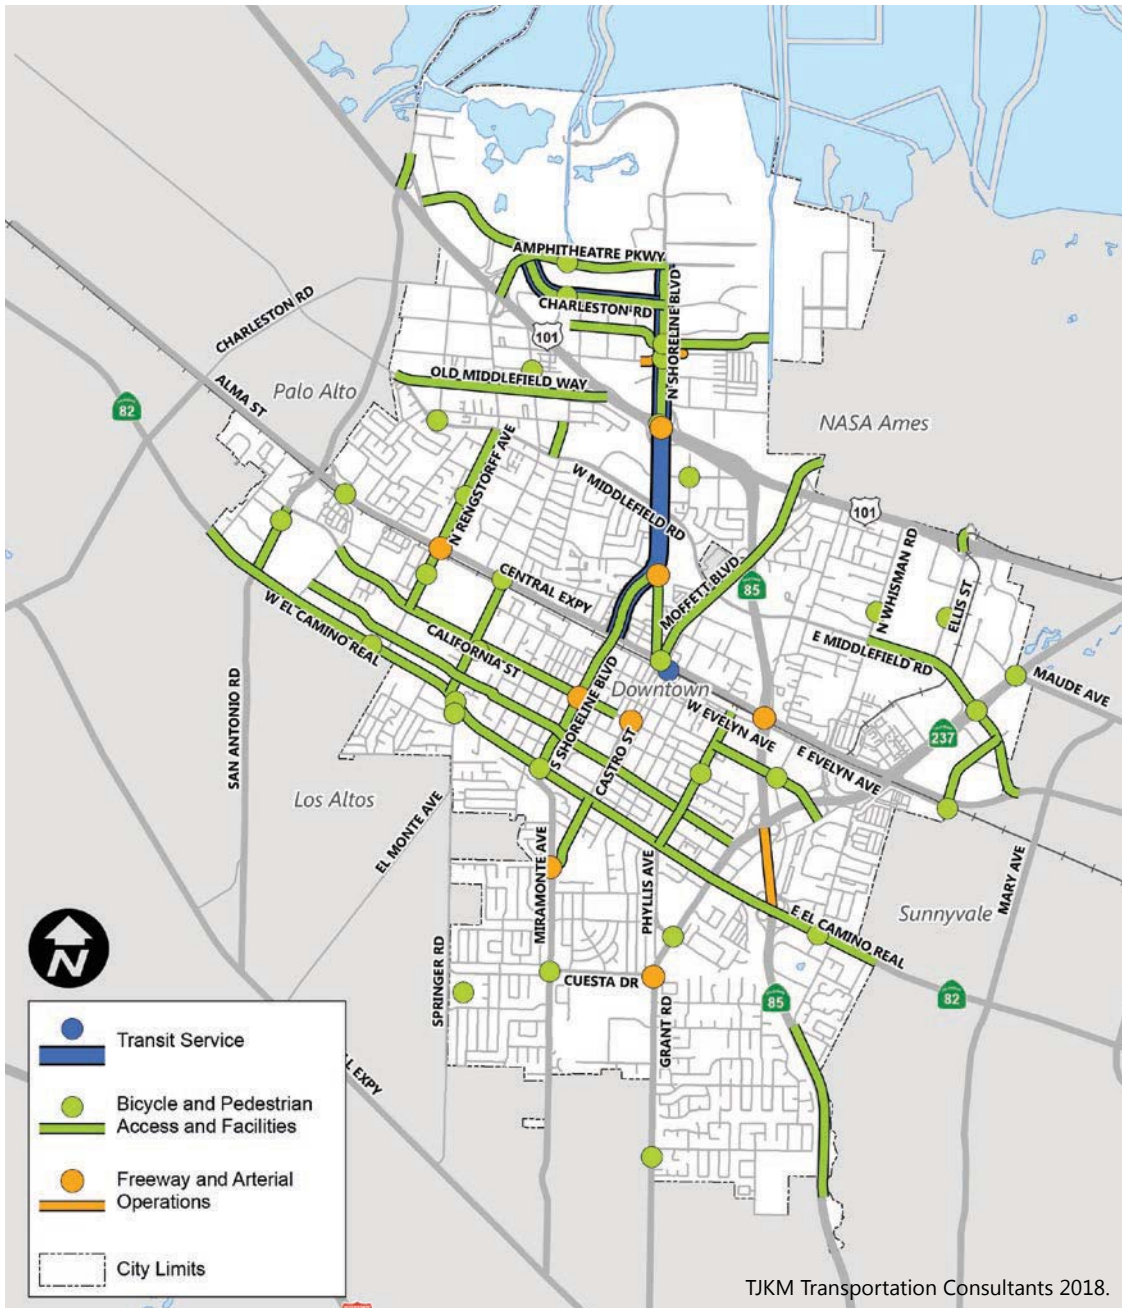 AMPHITHEATRE PKWY
CHARLESTON RD
N SHORELINE BLVD
CHARLESTON RD
101
ALMA ST
Palo Alto
OLD MIDDLEFIELD WAY
82
NASA Ames
N RENGSTORFF AVE
W MIDDLEFIELD RD
101
CENTRAL EXPY
MOFFETT BLVD
85
N WHISMAN RD
ELLIS ST
W EL CAMINO REAL
CALIFORNIA ST
E MIDDLEFIELD RD
MAUDE AVE
SAN ANTONIO RD
S SHORELINE BLVD
Downtown
W EVELYN AVE
CASTRO ST
237
E EVELYN AVE
Los Altos
EL MONTE AVE
MIRAMONTE AVE
PHYLLIS AVE
MARY AVE
Sunnyvale
E EL CAMINO REAL
SPRINGER RD
CUESTA DR
GRANT RD
85
82
N
Transit Service
EXPY
Bicycle and Pedestrian
Access and Facilities
Freeway and Arterial
Operations
City Limits
TJKM Transportation Consultants 2018.